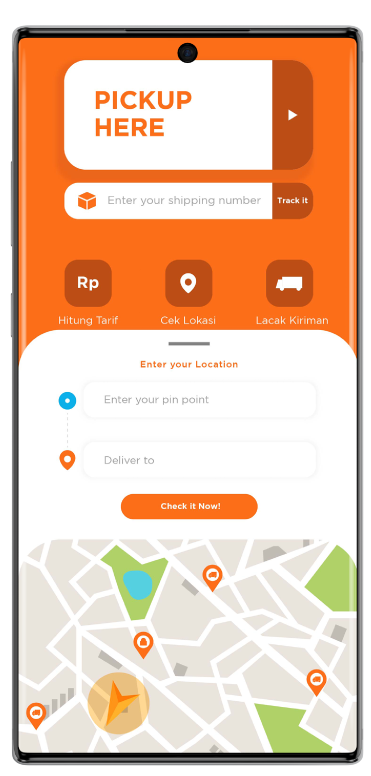 PICKUP
HERE
Enter your shipping number
Track it
Rp
Hitung Tarif
Cek Lokasi
Lacak Kiriman
Enter your Location
Enter your pin point
Deliver to
Check it Now!